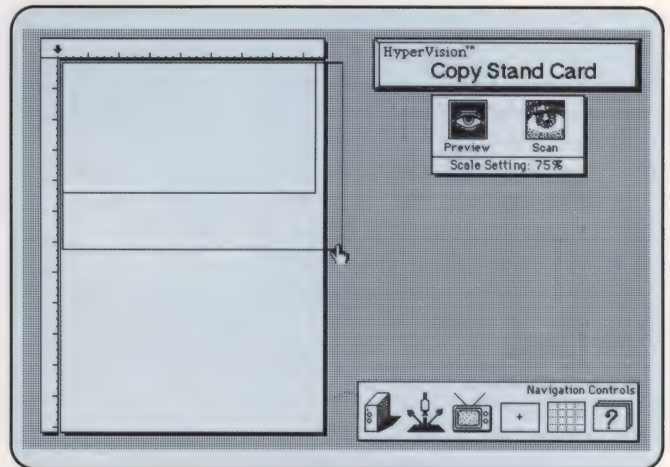 HyperVision™
Copy Stand Card
Preview Scan
Scale Setting: 75%
Navigation Controls
+
?